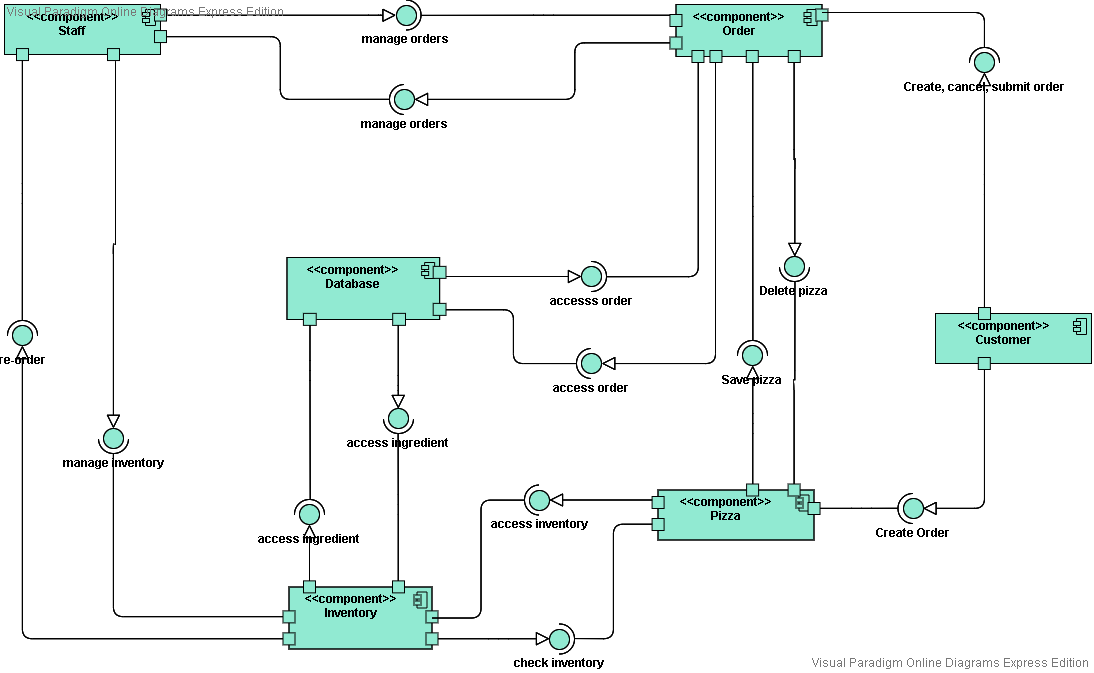 Visual Paradigm Online Diagrams Express Edition
<<component>>
Staff
manage orders
<<component>>
Order
Create, cancel, submit order
manage orders
<<component>>
Database
accesss order
Delete pizza
<<component>>
Customer
re-order
access order
Save pizza
access ingredient
manage inventory
access ingredient
access inventory
<<component>>
Pizza
Create Order
<<component>>
Inventory
check inventory
Visual Paradigm Online Diagrams Express Edition